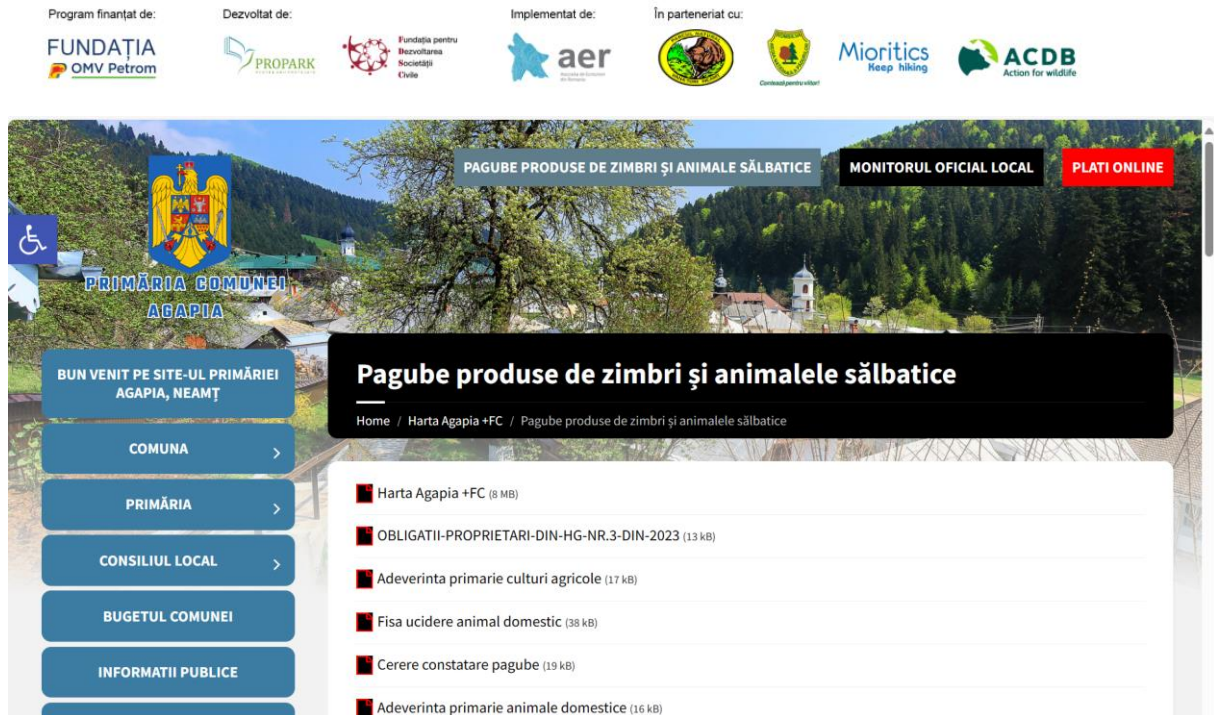 Program finanțat de:
Dezvoltat de:
Implementat de:
În parteneriat cu:
FUNDAȚIA
OMV Petrom
PROPARK
Fundația pentru
Dezvoltarea
Societății
Civile
aer
Contează pentru viitor!
Mioritics
Keep hiking
ACDB
Action for wildlife
PAGUBE PRODUSE DE ZIMBRI ȘI ANIMALE SĂLBATICE
MONITORUL OFICIAL LOCAL
PLATI ONLINE
PRIMĂRIA COMUNEI
AGAPIA
BUN VENIT PE SITE-UL PRIMĂRIEI
AGAPIA, NEAMȚ
COMUNA
PRIMĂRIA
CONSILIUL LOCAL
BUGETUL COMUNEI
INFORMATII PUBLICE
Pagube produse de zimbri și animalele sălbatice
Home / Harta Agapia +FC / Pagube produse de zimbri și animalele sălbatice
Harta Agapia +FC (8 MB)
OBLIGATII-PROPRIETARI-DIN-HG-NR.3-DIN-2023 (13 kB)
Adeverinta primarie culturi agricole (17 kB)
Fisa ucidere animal domestic (38 kB)
Cerere constatare pagube (19 kB)
Adeverinta primarie animale domestice (16 kB)